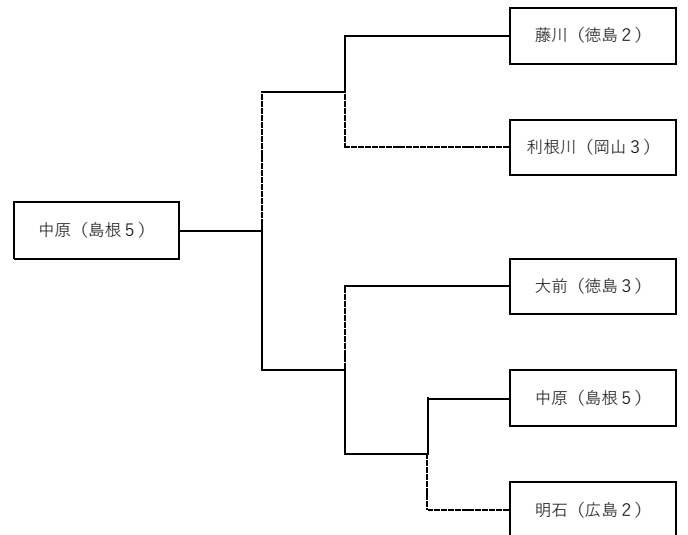 藤川（徳島２）
利根川（岡山３）
中原（島根５）
大前（徳島３）
中原（島根５）
明石（広島２）